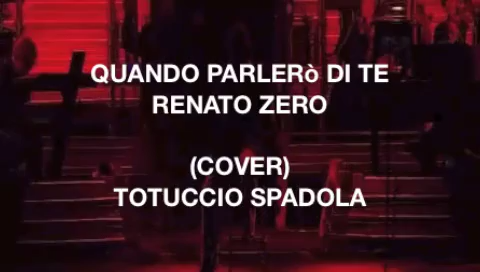 QUANDO PARLERò DI TE
RENATO ZERO
(COVER)
TOTUCCIO SPADOLA